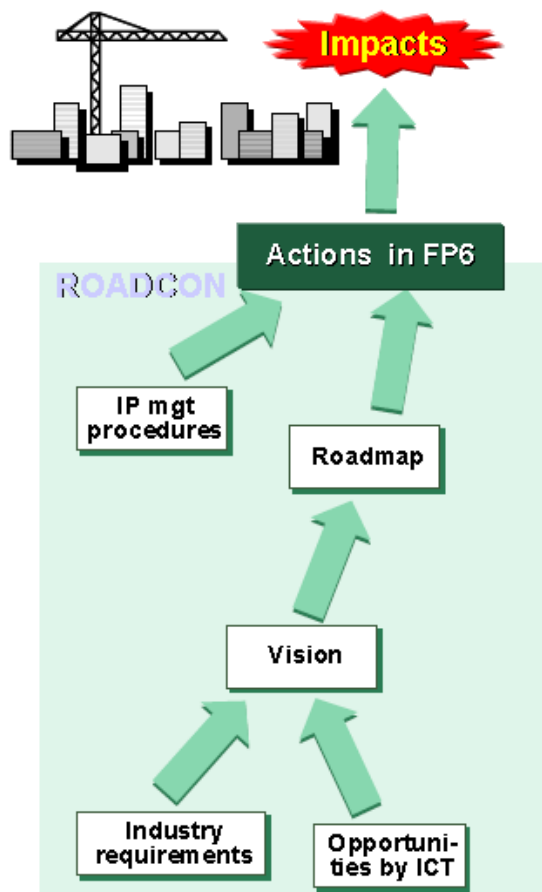 Impacts
Actions in FP6
ROADCON
IP mgt
procedures
Roadmap
Vision
Industry
requirements
Opportuni-
ties by ICT